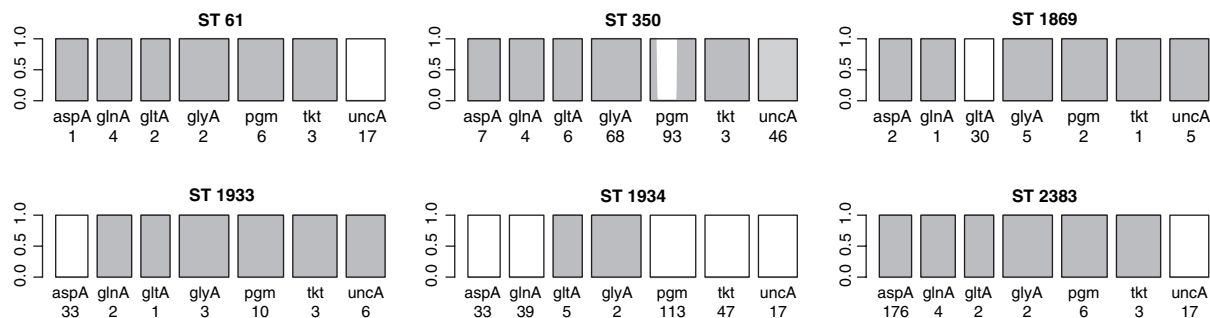 ST 61
1.0
0.5
0.0
aspA glnA gltA glyA pgm tkt uncA
1 4 2 2 6 3 17
ST 350
1.0
0.5
0.0
aspA glnA gltA glyA pgm tkt uncA
7 4 6 68 93 3 46
ST 1869
1.0
0.5
0.0
aspA glnA gltA glyA pgm tkt uncA
2 1 30 5 2 1 5
ST 1933
1.0
0.5
0.0
aspA glnA gltA glyA pgm tkt uncA
33 2 1 3 10 3 6
ST 1934
1.0
0.5
0.0
aspA glnA gltA glyA pgm tkt uncA
33 39 5 2 113 47 17
ST 2383
1.0
0.5
0.0
aspA glnA gltA glyA pgm tkt uncA
176 4 2 2 6 3 17